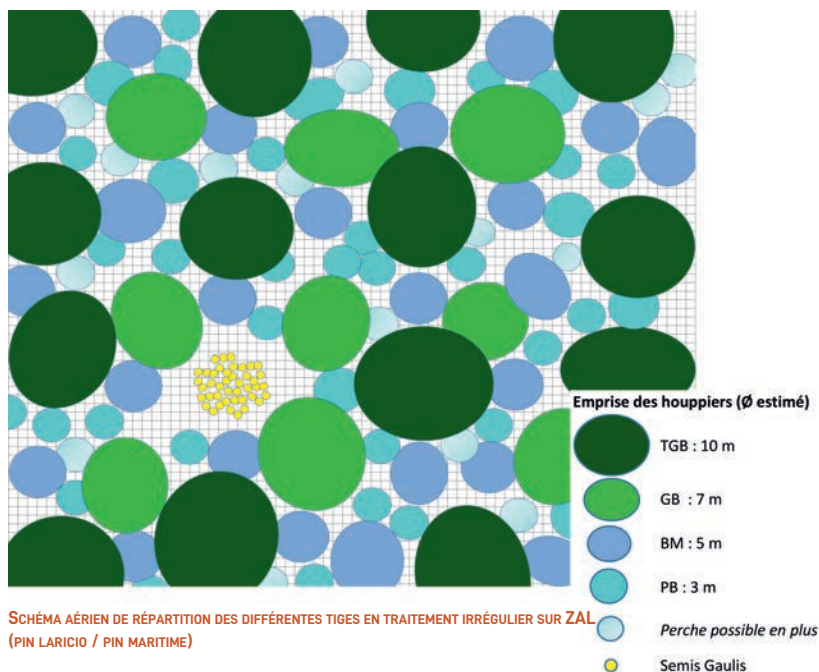 Emprise des houppiers (Ø estimé)
TGB : 10 m
GB : 7 m
BM : 5 m
PB : 3 m
Perche possible en plus
Semis Gaulis
SCHÉMA AÉRIEN DE RÉPARTITION DES DIFFÉRENTES TIGES EN TRAITEMENT IRRÉGULIER SUR ZAL
(PIN LARICIO / PIN MARITIME)